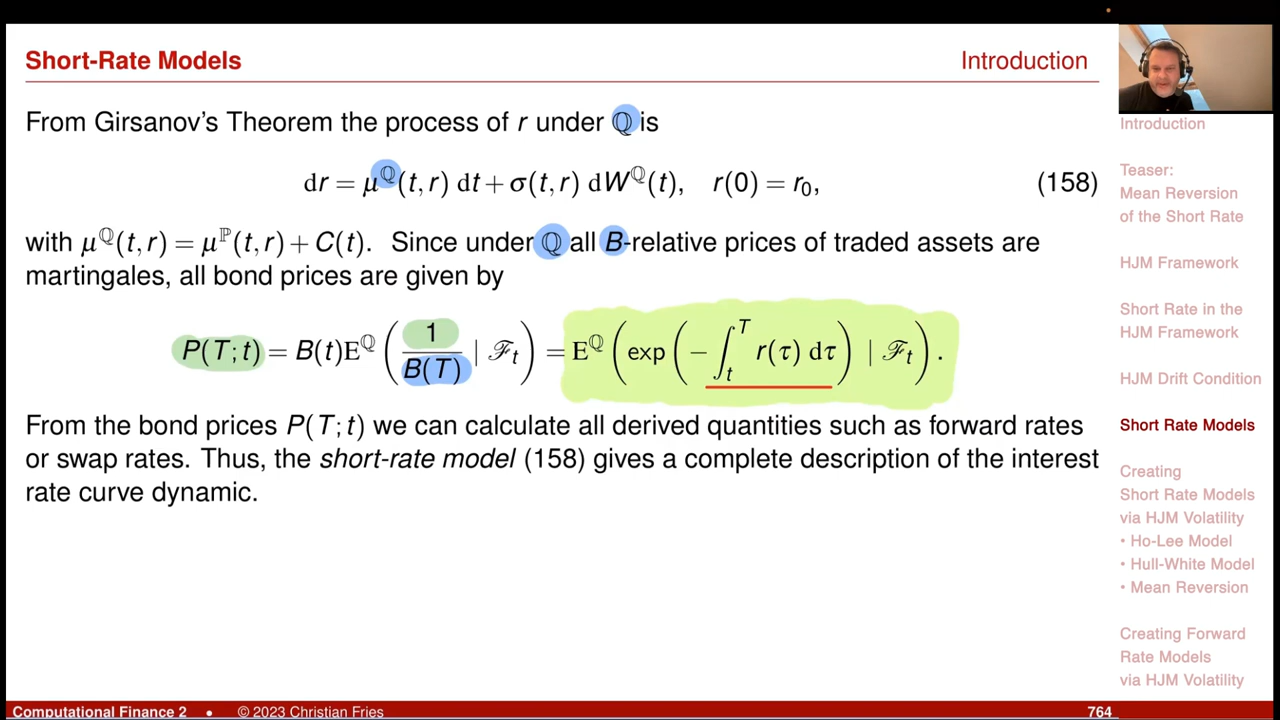 Short-Rate Models
Introduction
From Girsanov's Theorem the process of r under ℚ is
dr = μ^ℚ(t, r) dt + σ(t, r) dW^ℚ(t), r(0) = r₀, (158)
with μ^ℚ(t, r) = μ^ℙ(t, r) + C(t). Since under ℚ all B-relative prices of traded assets are
martingales, all bond prices are given by
P(T; t) = B(t)E^ℚ ( 1 / B(T) | ℱ_t ) = E^ℚ ( exp ( − ∫_t^T r(τ) dτ ) | ℱ_t ) .
From the bond prices P(T; t) we can calculate all derived quantities such as forward rates
or swap rates. Thus, the short-rate model (158) gives a complete description of the interest
rate curve dynamic.
Introduction
Teaser:
Mean Reversion
of the Short Rate
HJM Framework
Short Rate in the
HJM Framework
HJM Drift Condition
Short Rate Models
Creating
Short Rate Models
via HJM Volatility
• Ho-Lee Model
• Hull-White Model
• Mean Reversion
Creating Forward
Rate Models
via HJM Volatility
Computational Finance 2 • © 2023 Christian Fries 764